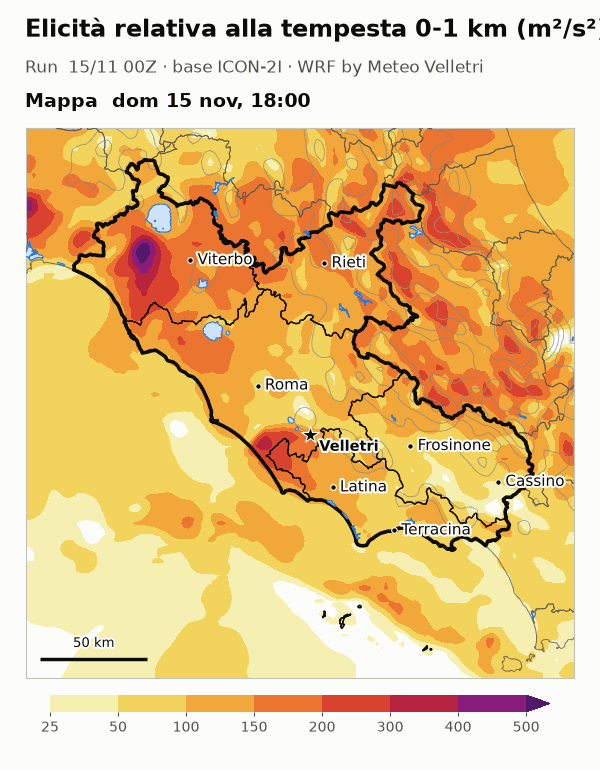 Elicità relativa alla tempesta 0-1 km (m²/s²)
Run 15/11 00Z · base ICON-2I · WRF by Meteo Velletri
Mappa dom 15 nov, 18:00
Viterbo
Rieti
Roma
Velletri
Frosinone
Cassino
Latina
Terracina
50 km
25 50 100 150 200 300 400 500